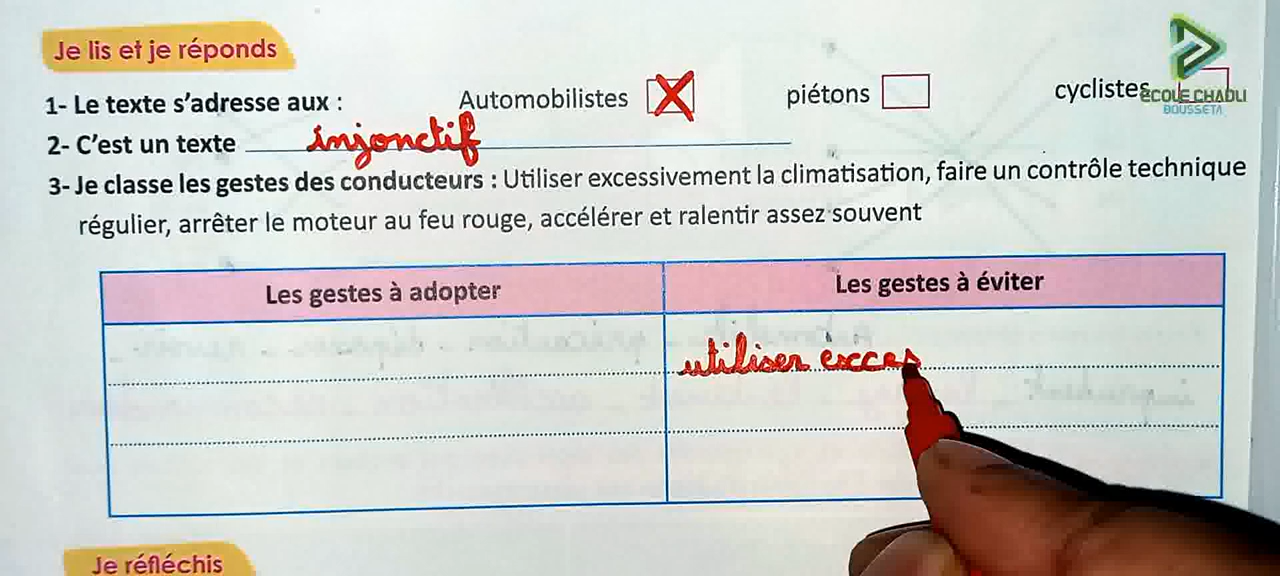 Je lis et je réponds
1- Le texte s'adresse aux : Automobilistes piétons cyclistes
ECOLE CHADLI
BOUSSETA
2- C'est un texte injonctif
3- Je classe les gestes des conducteurs : Utiliser excessivement la climatisation, faire un contrôle technique
régulier, arrêter le moteur au feu rouge, accélérer et ralentir assez souvent
Les gestes à adopter Les gestes à éviter
utiliser exces
Je réfléchis